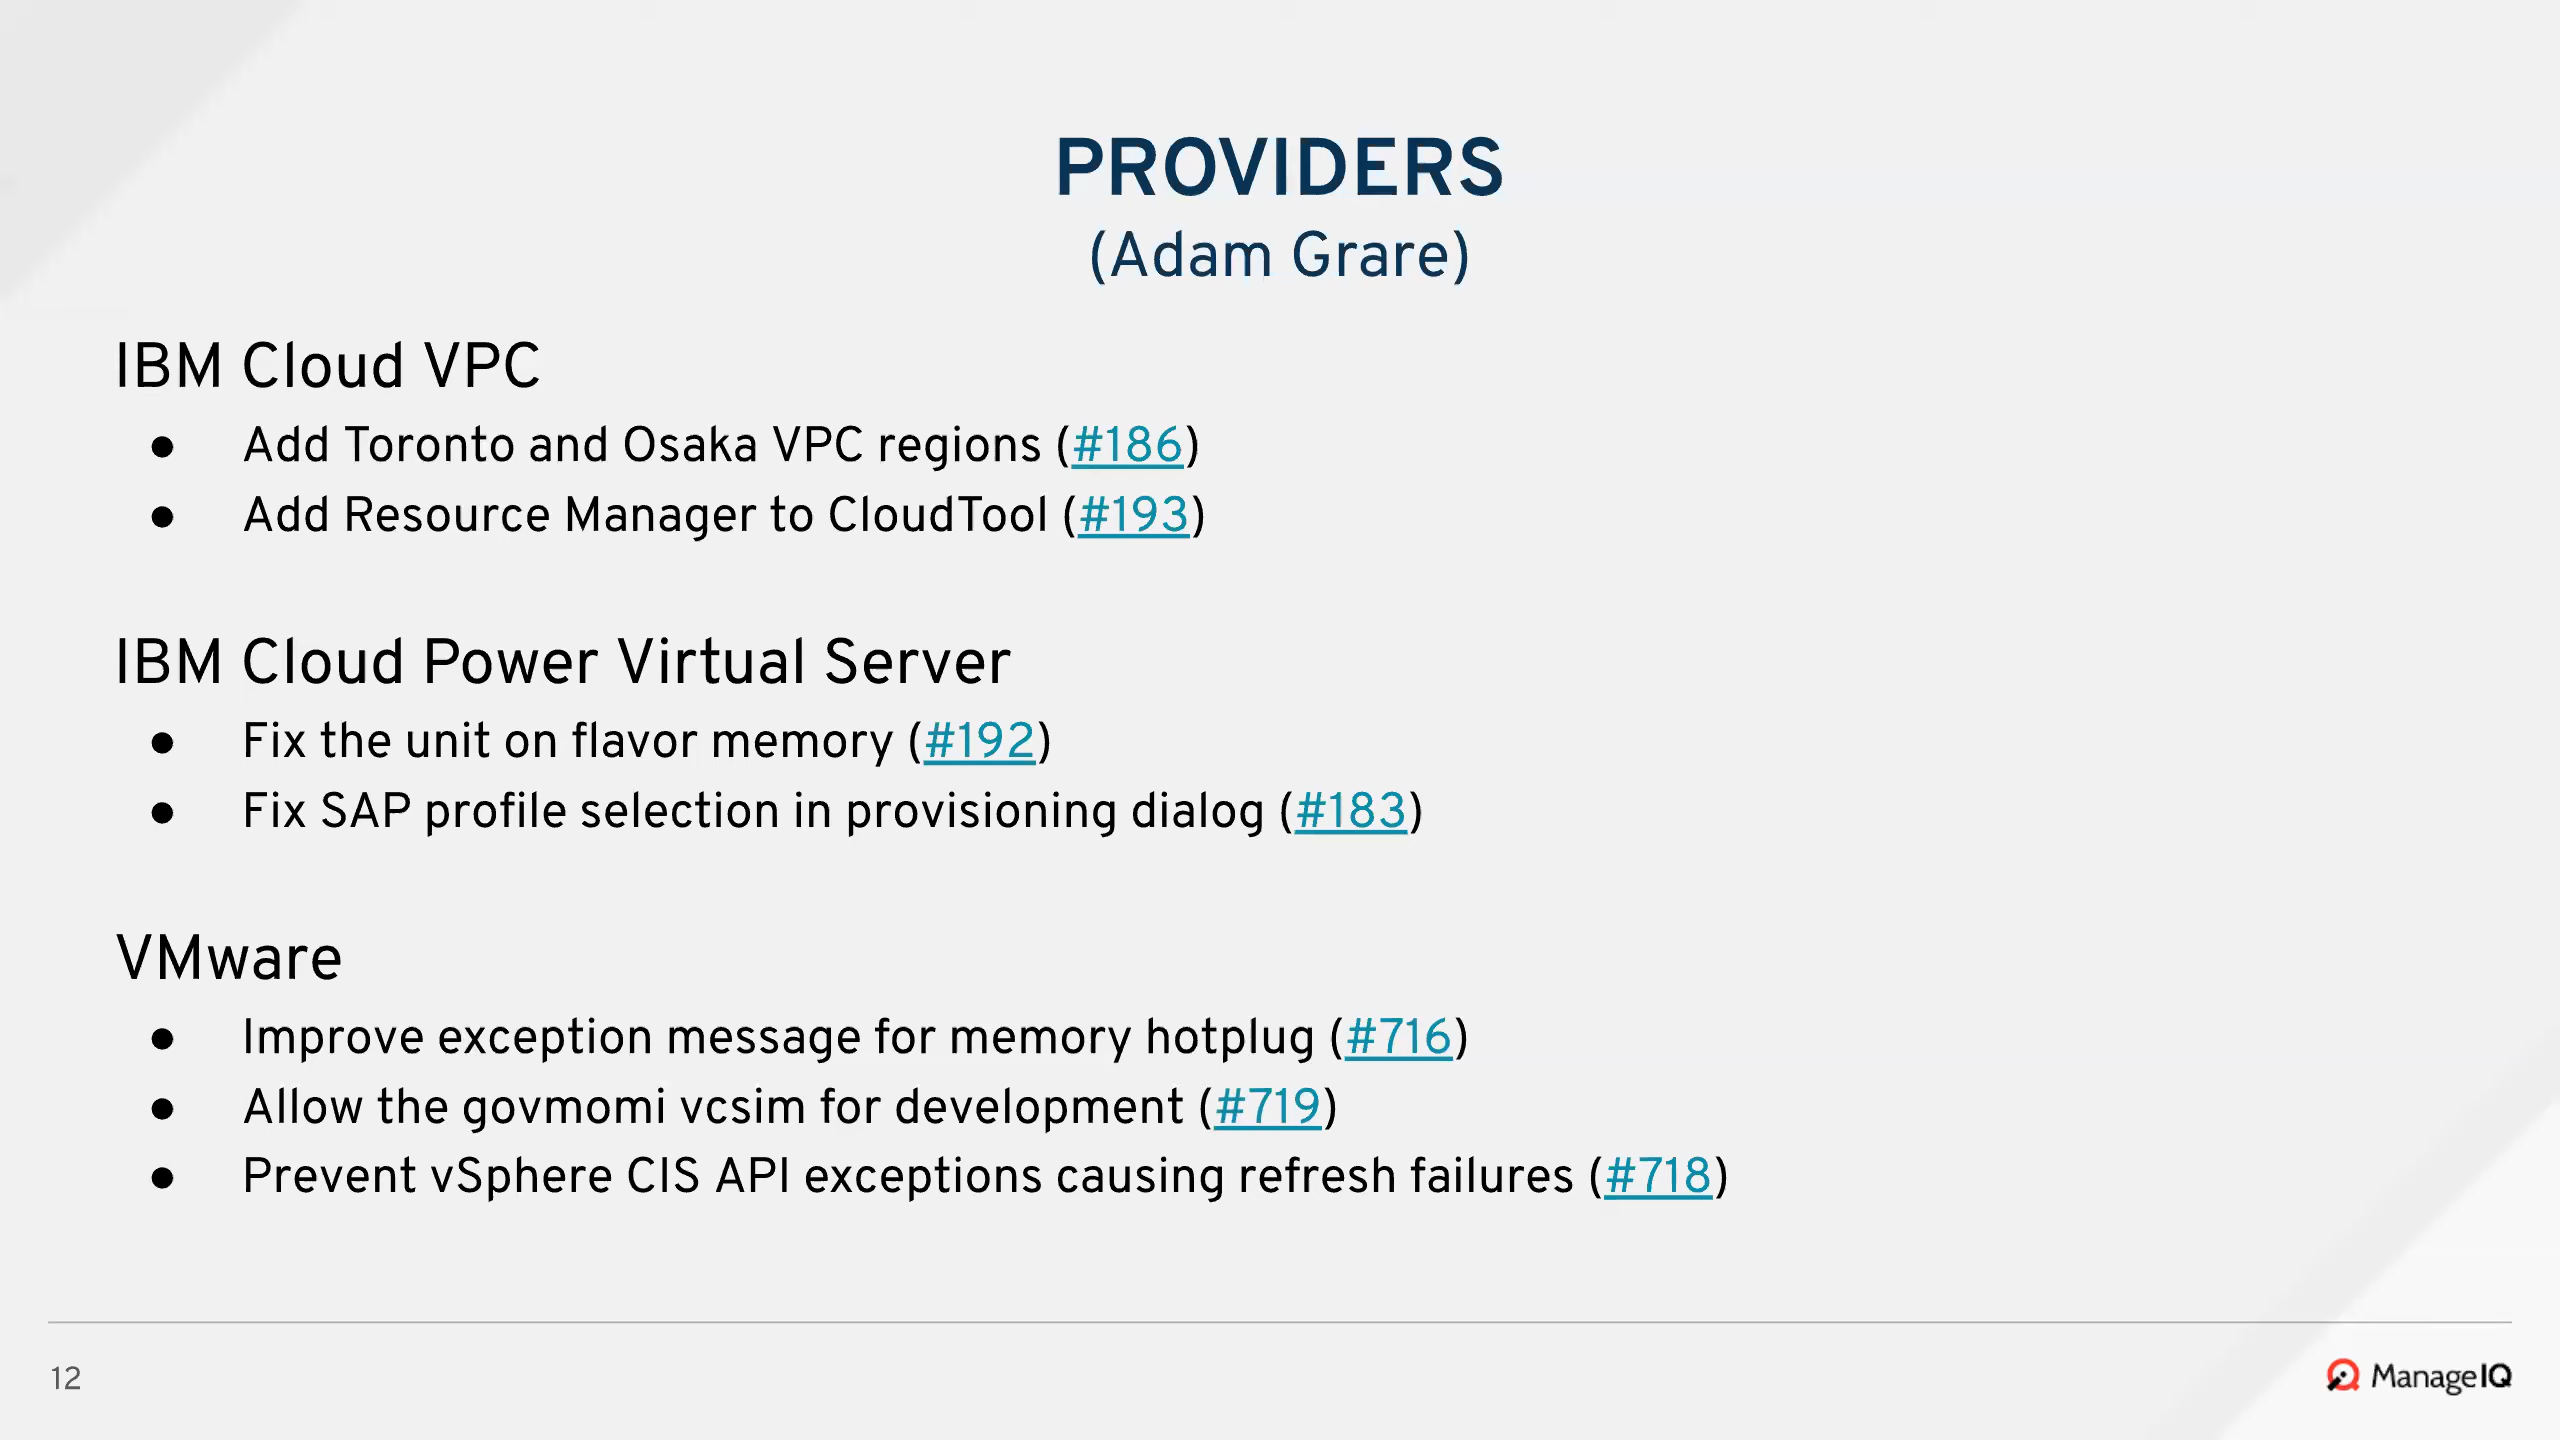 PROVIDERS
(Adam Grare)
IBM Cloud VPC
● Add Toronto and Osaka VPC regions (#186)
● Add Resource Manager to CloudTool (#193)
IBM Cloud Power Virtual Server
● Fix the unit on flavor memory (#192)
● Fix SAP profile selection in provisioning dialog (#183)
VMware
● Improve exception message for memory hotplug (#716)
● Allow the govmomi vcsim for development (#719)
● Prevent vSphere CIS API exceptions causing refresh failures (#718)
12
ManageIQ